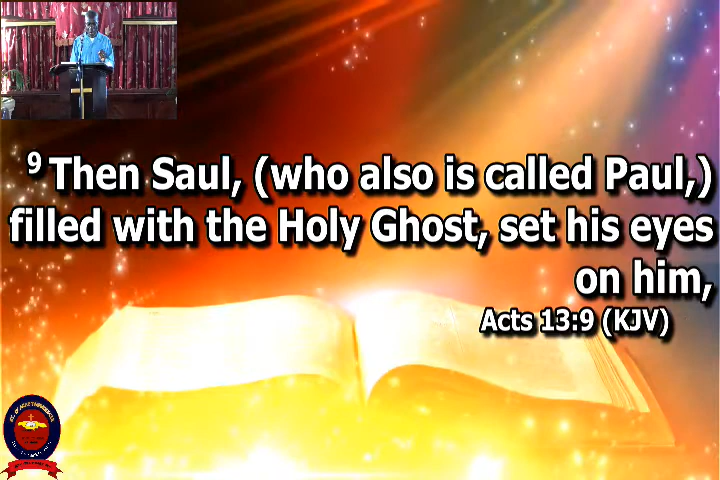 9 Then Saul, (who also is called Paul,)
filled with the Holy Ghost, set his eyes
on him,
Acts 13:9 (KJV)